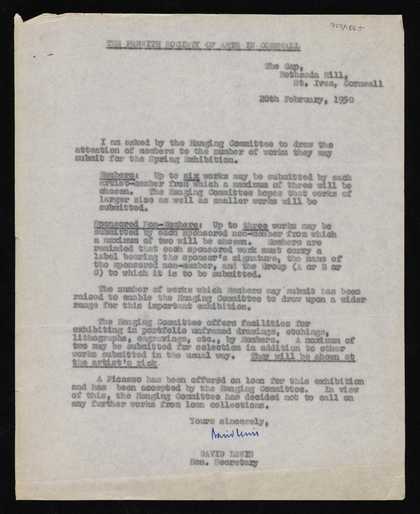 THE PENWITH SOCIETY OF ARTS IN CORNWALL
The Gap,
Bethesda Hill,
St. Ives, Cornwall
20th February, 1950
I am asked by the Hanging Committee to draw the
attention of members to the number of works they may
submit for the Spring Exhibition.
Members: Up to six works may be submitted by each
artist-member from which a maximum of three will be
chosen. The Hanging Committee hopes that works of
larger size as well as smaller works will be
submitted.
Sponsored Non-Members: Up to three works may be
submitted by each sponsored non-member from which
a maximum of two will be chosen. Members are
reminded that each sponsored work must carry a
label bearing the sponsor's signature, the name of
the sponsored non-member, and the Group (A or B or
C) to which it is to be submitted.
The number of works which Members may submit has been
raised to enable the Hanging Committee to draw upon a wider
range for this important exhibition.
The Hanging Committee offers facilities for
exhibiting in portfolio unframed drawings, etchings,
lithographs, engravings, etc., by Members. A maximum of
two may be submitted for selection in addition to other
works submitted in the usual way. They will be shown at
the artist's risk
A Picasso has been offered on loan for this exhibition
and has been accepted by the Hanging Committee. In view
of this, the Hanging Committee has decided not to call on
any further works from loan collections.
Yours sincerely,
David Lewis
DAVID LEWIS
Hon. Secretary